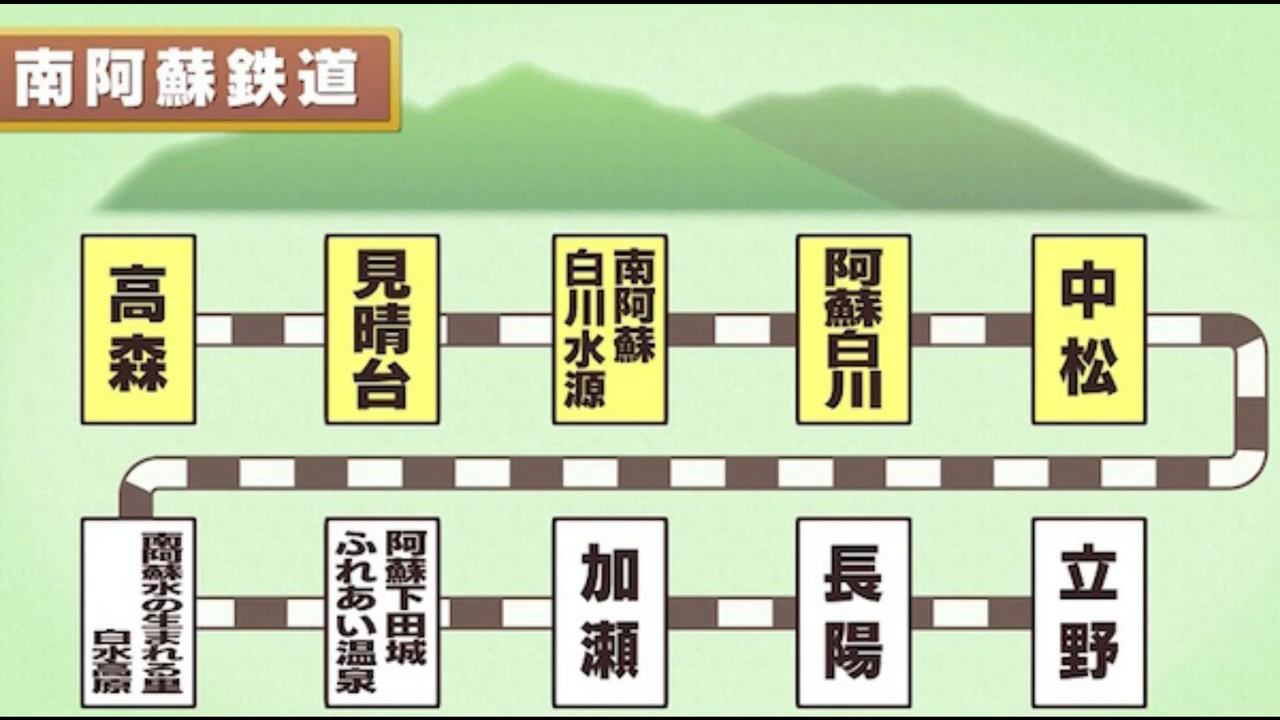 南阿蘇鉄道
高森
見晴台
南阿蘇
白川水源
阿蘇白川
中松
南阿蘇水の生まれる里
白水高原
阿蘇下田城
ふれあい温泉
加瀬
長陽
立野